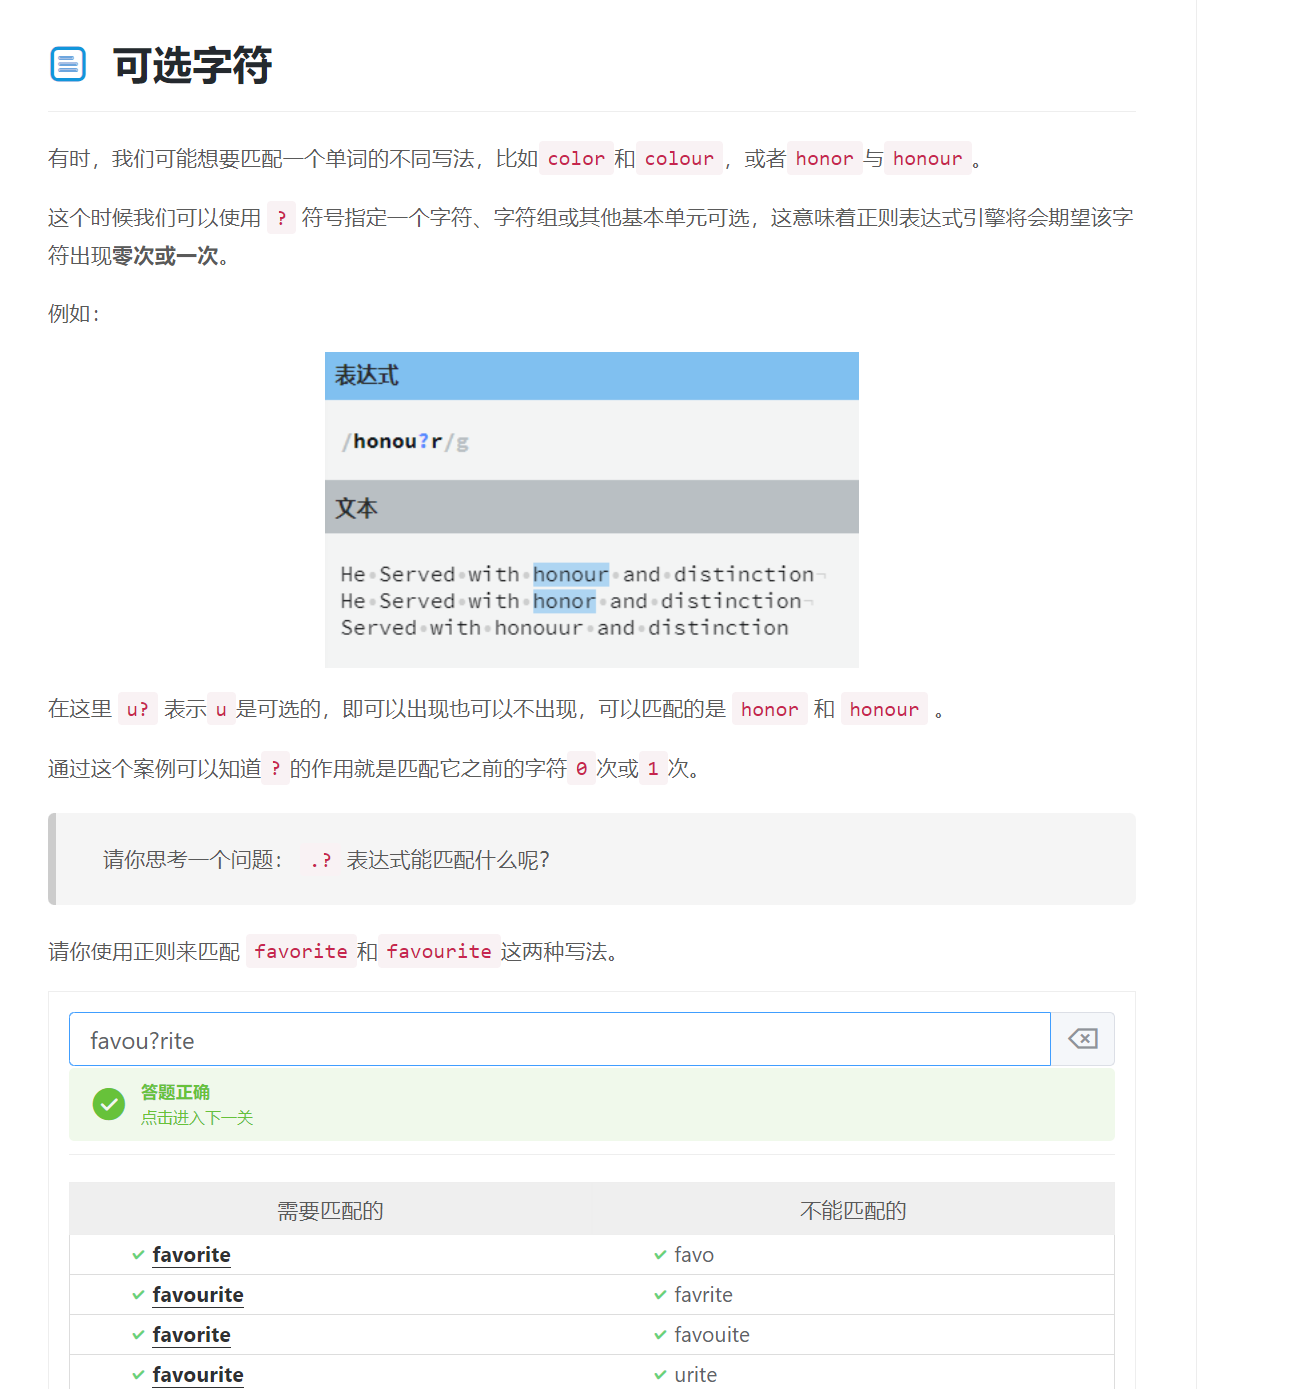 可选字符
有时，我们可能想要匹配一个单词的不同写法，比如 color 和 colour ，或者 honor 与 honour 。
这个时候我们可以使用 ? 符号指定一个字符、字符组或其他基本单元可选，这意味着正则表达式引擎将会期望该字
符出现零次或一次。
例如：
表达式
/honou?r/g
文本
He·Served·with·honour·and·distinction¬
He·Served·with·honor·and·distinction¬
Served·with·honouur·and·distinction
在这里 u? 表示 u 是可选的，即可以出现也可以不出现，可以匹配的是 honor 和 honour 。
通过这个案例可以知道 ? 的作用就是匹配它之前的字符 0 次或 1 次。
请你思考一个问题： .? 表达式能匹配什么呢？
请你使用正则来匹配 favorite 和 favourite 这两种写法。
favou?rite
答题正确
点击进入下一关
需要匹配的 不能匹配的
favorite favo
favourite favrite
favorite favouite
favourite urite